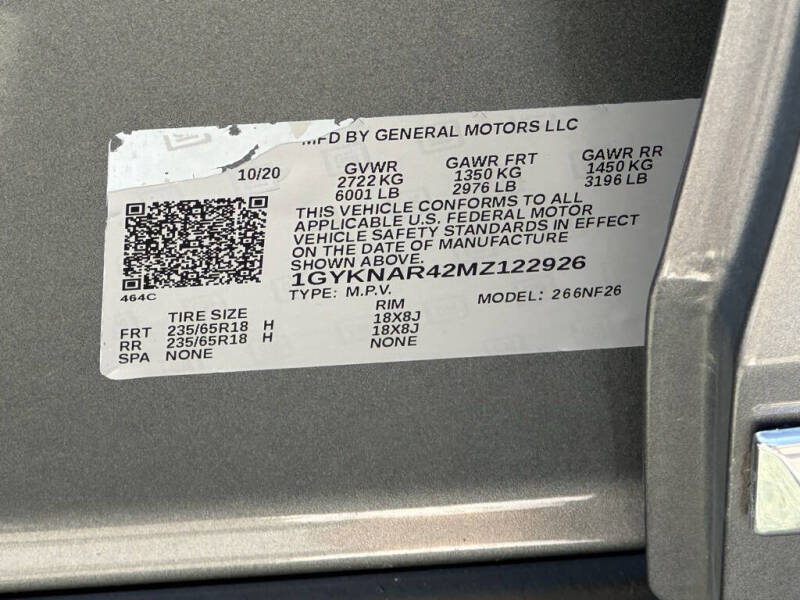 MFD BY GENERAL MOTORS LLC
10/20 GVWR GAWR FRT GAWR RR
2722 KG 1350 KG 1450 KG
6001 LB 2976 LB 3196 LB
THIS VEHICLE CONFORMS TO ALL
APPLICABLE U.S. FEDERAL MOTOR
VEHICLE SAFETY STANDARDS IN EFFECT
ON THE DATE OF MANUFACTURE
SHOWN ABOVE.
1GYKNAR42MZ122926
464C TYPE: M.P.V. MODEL: 266NF26
TIRE SIZE RIM
FRT 235/65R18 H 18X8J
RR 235/65R18 H 18X8J
SPA NONE NONE